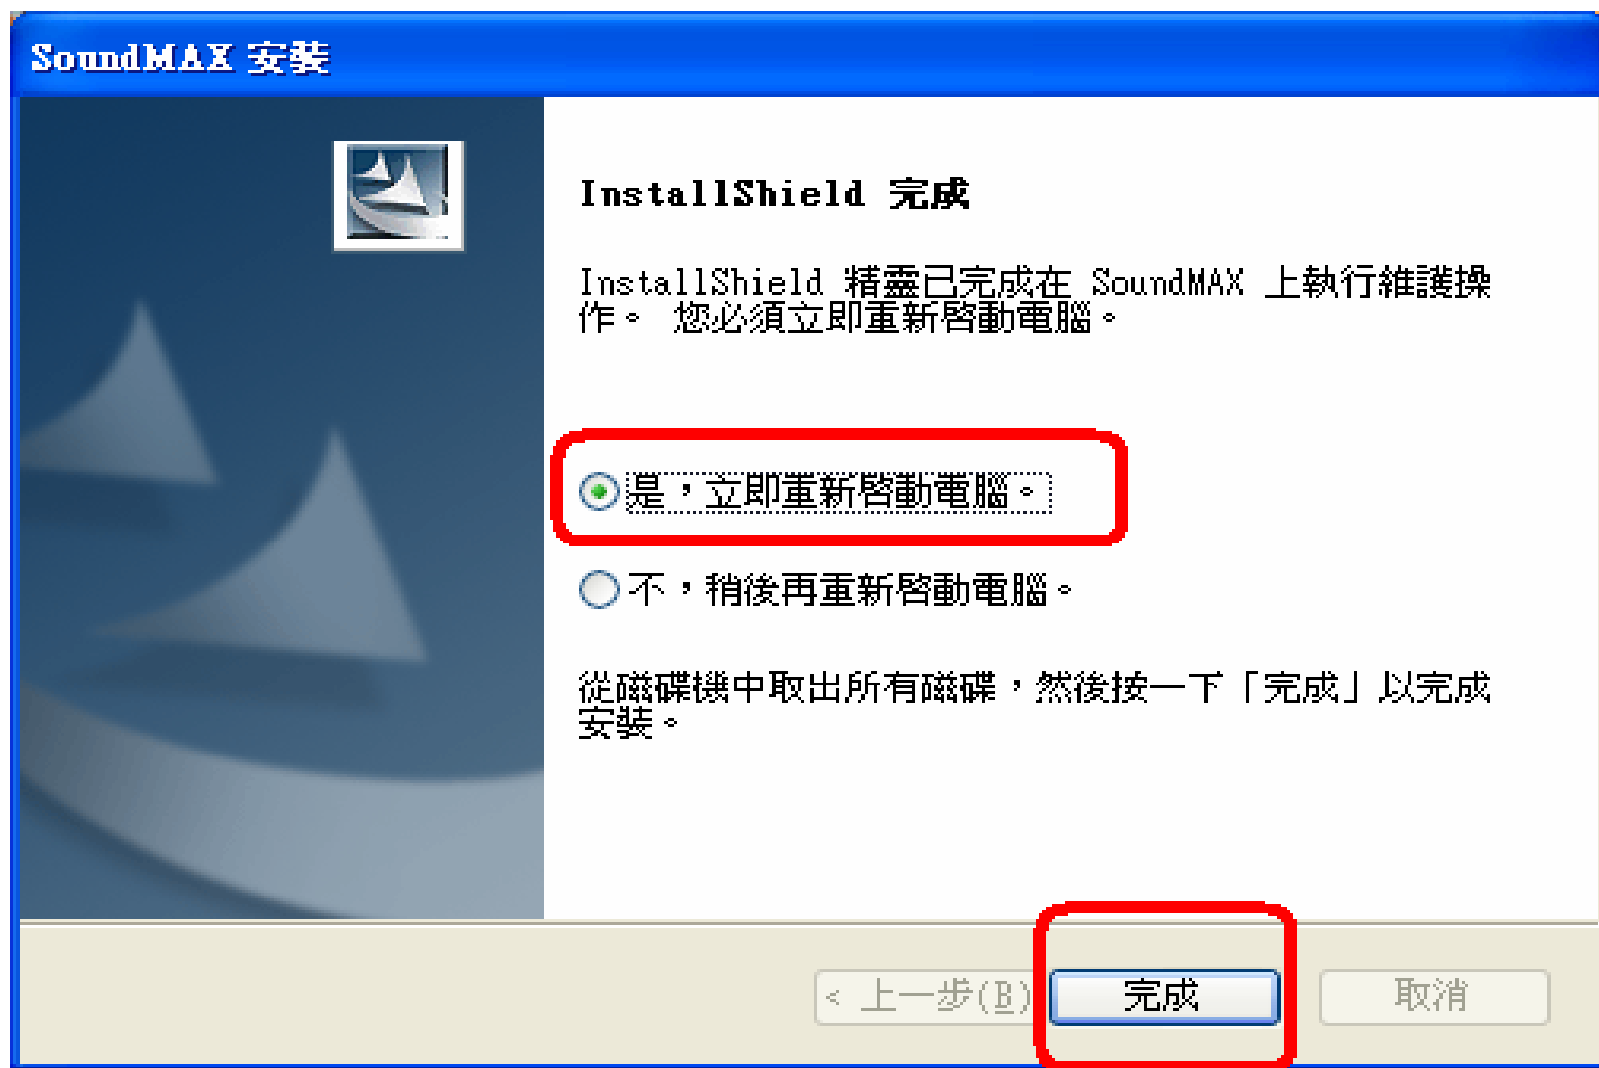 SoundMAX 安裝
InstallShield 完成
InstallShield 精靈已完成在 SoundMAX 上執行維護操
作。 您必須立即重新啓動電腦。
是，立即重新啓動電腦。
不，稍後再重新啓動電腦。
從磁碟機中取出所有磁碟，然後按一下「完成」以完成
安裝。
< 上一步(B)
完成
取消